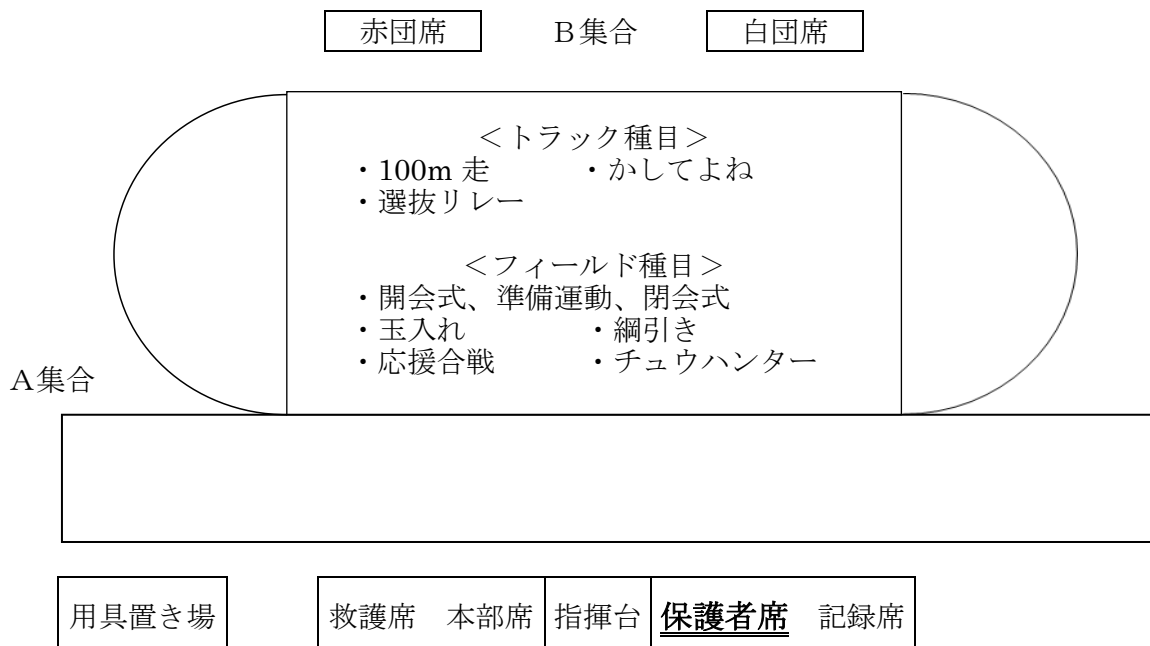 赤団席 Ｂ集合 白団席
＜トラック種目＞
・100m 走 ・かしてよね
・選抜リレー
＜フィールド種目＞
・開会式、準備運動、閉会式
・玉入れ ・綱引き
・応援合戦 ・チュウハンター
Ａ集合
用具置き場 救護席 本部席 指揮台 保護者席 記録席